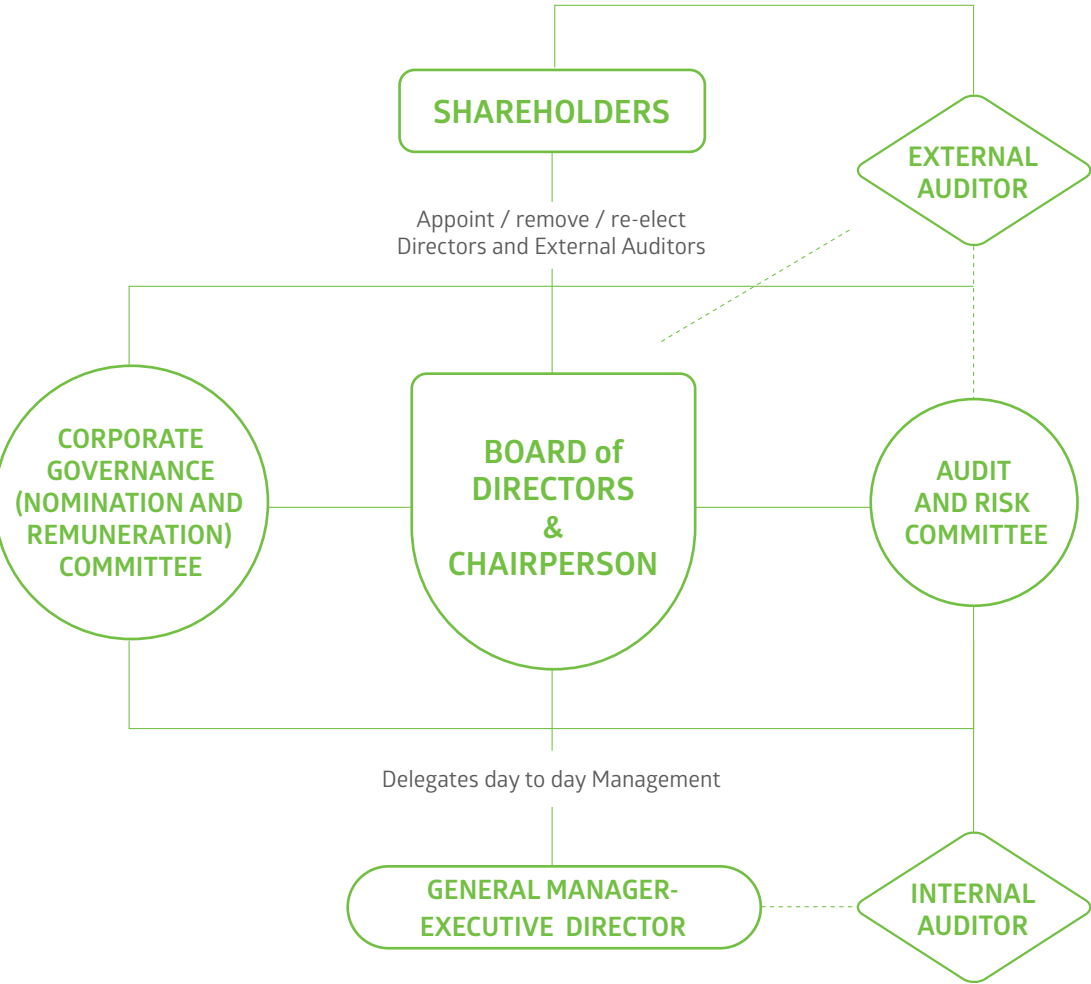 SHAREHOLDERS
EXTERNAL
AUDITOR
Appoint / remove / re-elect
Directors and External Auditors
CORPORATE
GOVERNANCE
(NOMINATION AND
REMUNERATION)
COMMITTEE
BOARD of
DIRECTORS
&
CHAIRPERSON
AUDIT
AND RISK
COMMITTEE
Delegates day to day Management
GENERAL MANAGER-
EXECUTIVE DIRECTOR
INTERNAL
AUDITOR